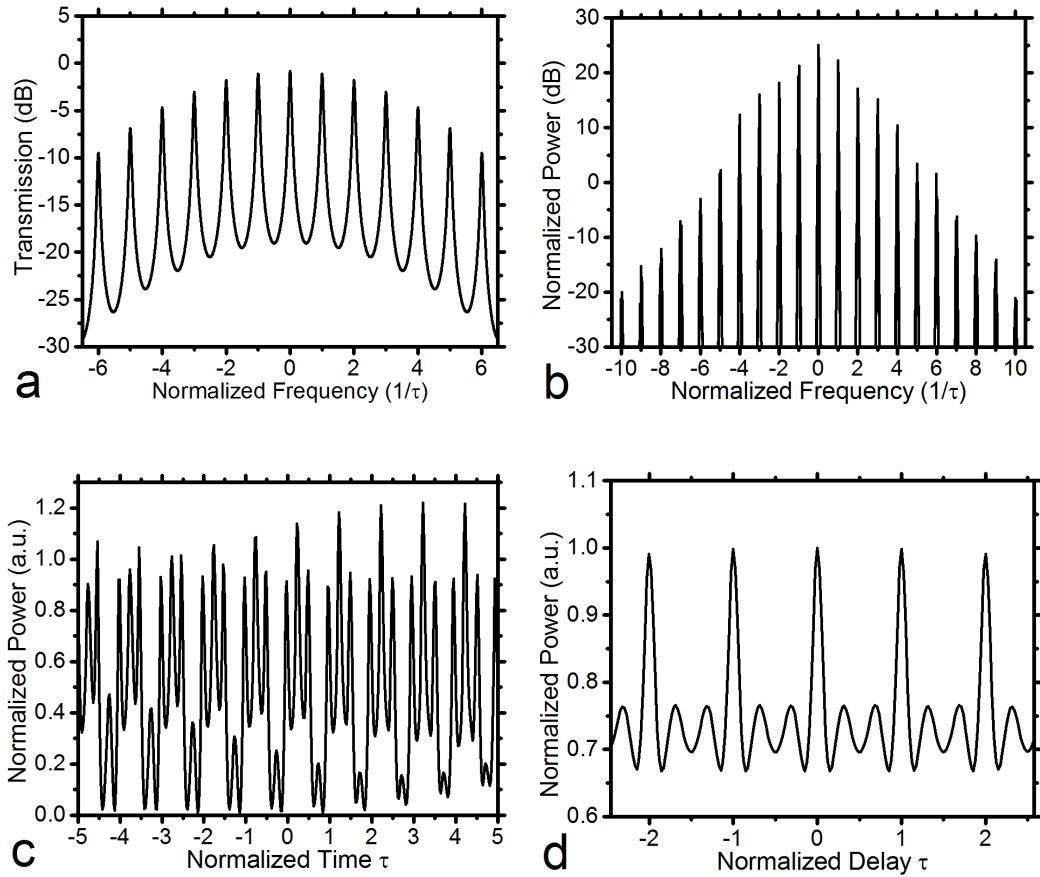 5
0
-5
-10
-15
-20
-25
-30
Transmission (dB)
-6 -4 -2 0 2 4 6
Normalized Frequency (1/τ)
a
30
20
10
0
-10
-20
-30
Normalized Power (dB)
-10 -8 -6 -4 -2 0 2 4 6 8 10
Normalized Frequency (1/τ)
b
1.2
1.0
0.8
0.6
0.4
0.2
0.0
Normalized Power (a.u.)
-5 -4 -3 -2 -1 0 1 2 3 4 5
Normalized Time τ
c
1.1
1.0
0.9
0.8
0.7
0.6
Normalized Power (a.u.)
-2 -1 0 1 2
Normalized Delay τ
d